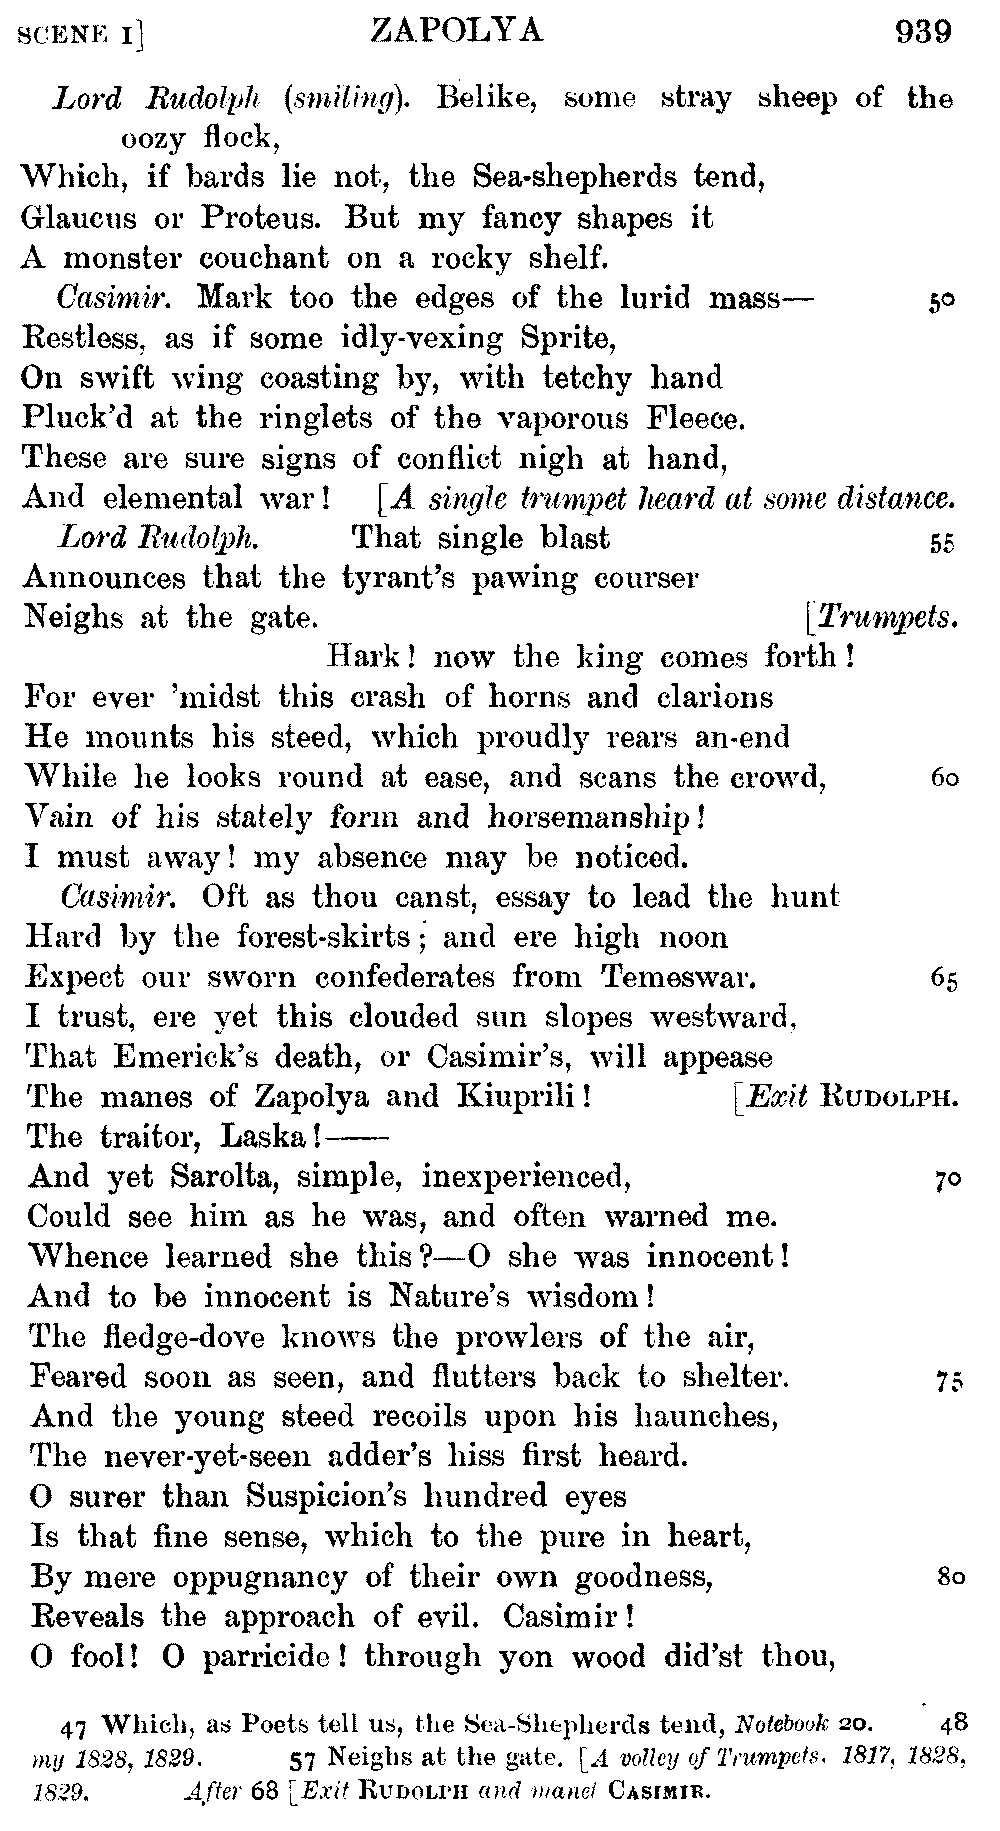 SCENE I] ZAPOLYA 939
Lord Rudolph (smiling). Belike, some stray sheep of the
oozy flock,
Which, if bards lie not, the Sea-shepherds tend,
Glaucus or Proteus. But my fancy shapes it
A monster couchant on a rocky shelf.
Casimir. Mark too the edges of the lurid mass— 50
Restless, as if some idly-vexing Sprite,
On swift wing coasting by, with tetchy hand
Pluck'd at the ringlets of the vaporous Fleece.
These are sure signs of conflict nigh at hand,
And elemental war! [A single trumpet heard at some distance.
Lord Rudolph. That single blast 55
Announces that the tyrant's pawing courser
Neighs at the gate. [Trumpets.
Hark! now the king comes forth!
For ever 'midst this crash of horns and clarions
He mounts his steed, which proudly rears an-end
While he looks round at ease, and scans the crowd, 60
Vain of his stately form and horsemanship!
I must away! my absence may be noticed.
Casimir. Oft as thou canst, essay to lead the hunt
Hard by the forest-skirts; and ere high noon
Expect our sworn confederates from Temeswar. 65
I trust, ere yet this clouded sun slopes westward,
That Emerick's death, or Casimir's, will appease
The manes of Zapolya and Kiuprili! [Exit RUDOLPH.
The traitor, Laska!——
And yet Sarolta, simple, inexperienced, 70
Could see him as he was, and often warned me.
Whence learned she this?—O she was innocent!
And to be innocent is Nature's wisdom!
The fledge-dove knows the prowlers of the air,
Feared soon as seen, and flutters back to shelter. 75
And the young steed recoils upon his haunches,
The never-yet-seen adder's hiss first heard.
O surer than Suspicion's hundred eyes
Is that fine sense, which to the pure in heart,
By mere oppugnancy of their own goodness, 80
Reveals the approach of evil. Casimir!
O fool! O parricide! through yon wood did'st thou,
47 Which, as Poets tell us, the Sea-Shepherds tend, Notebook 20. 48
my 1828, 1829. 57 Neighs at the gate. [A volley of Trumpets. 1817, 1828,
1829. After 68 [Exit RUDOLPH and manet CASIMIR.